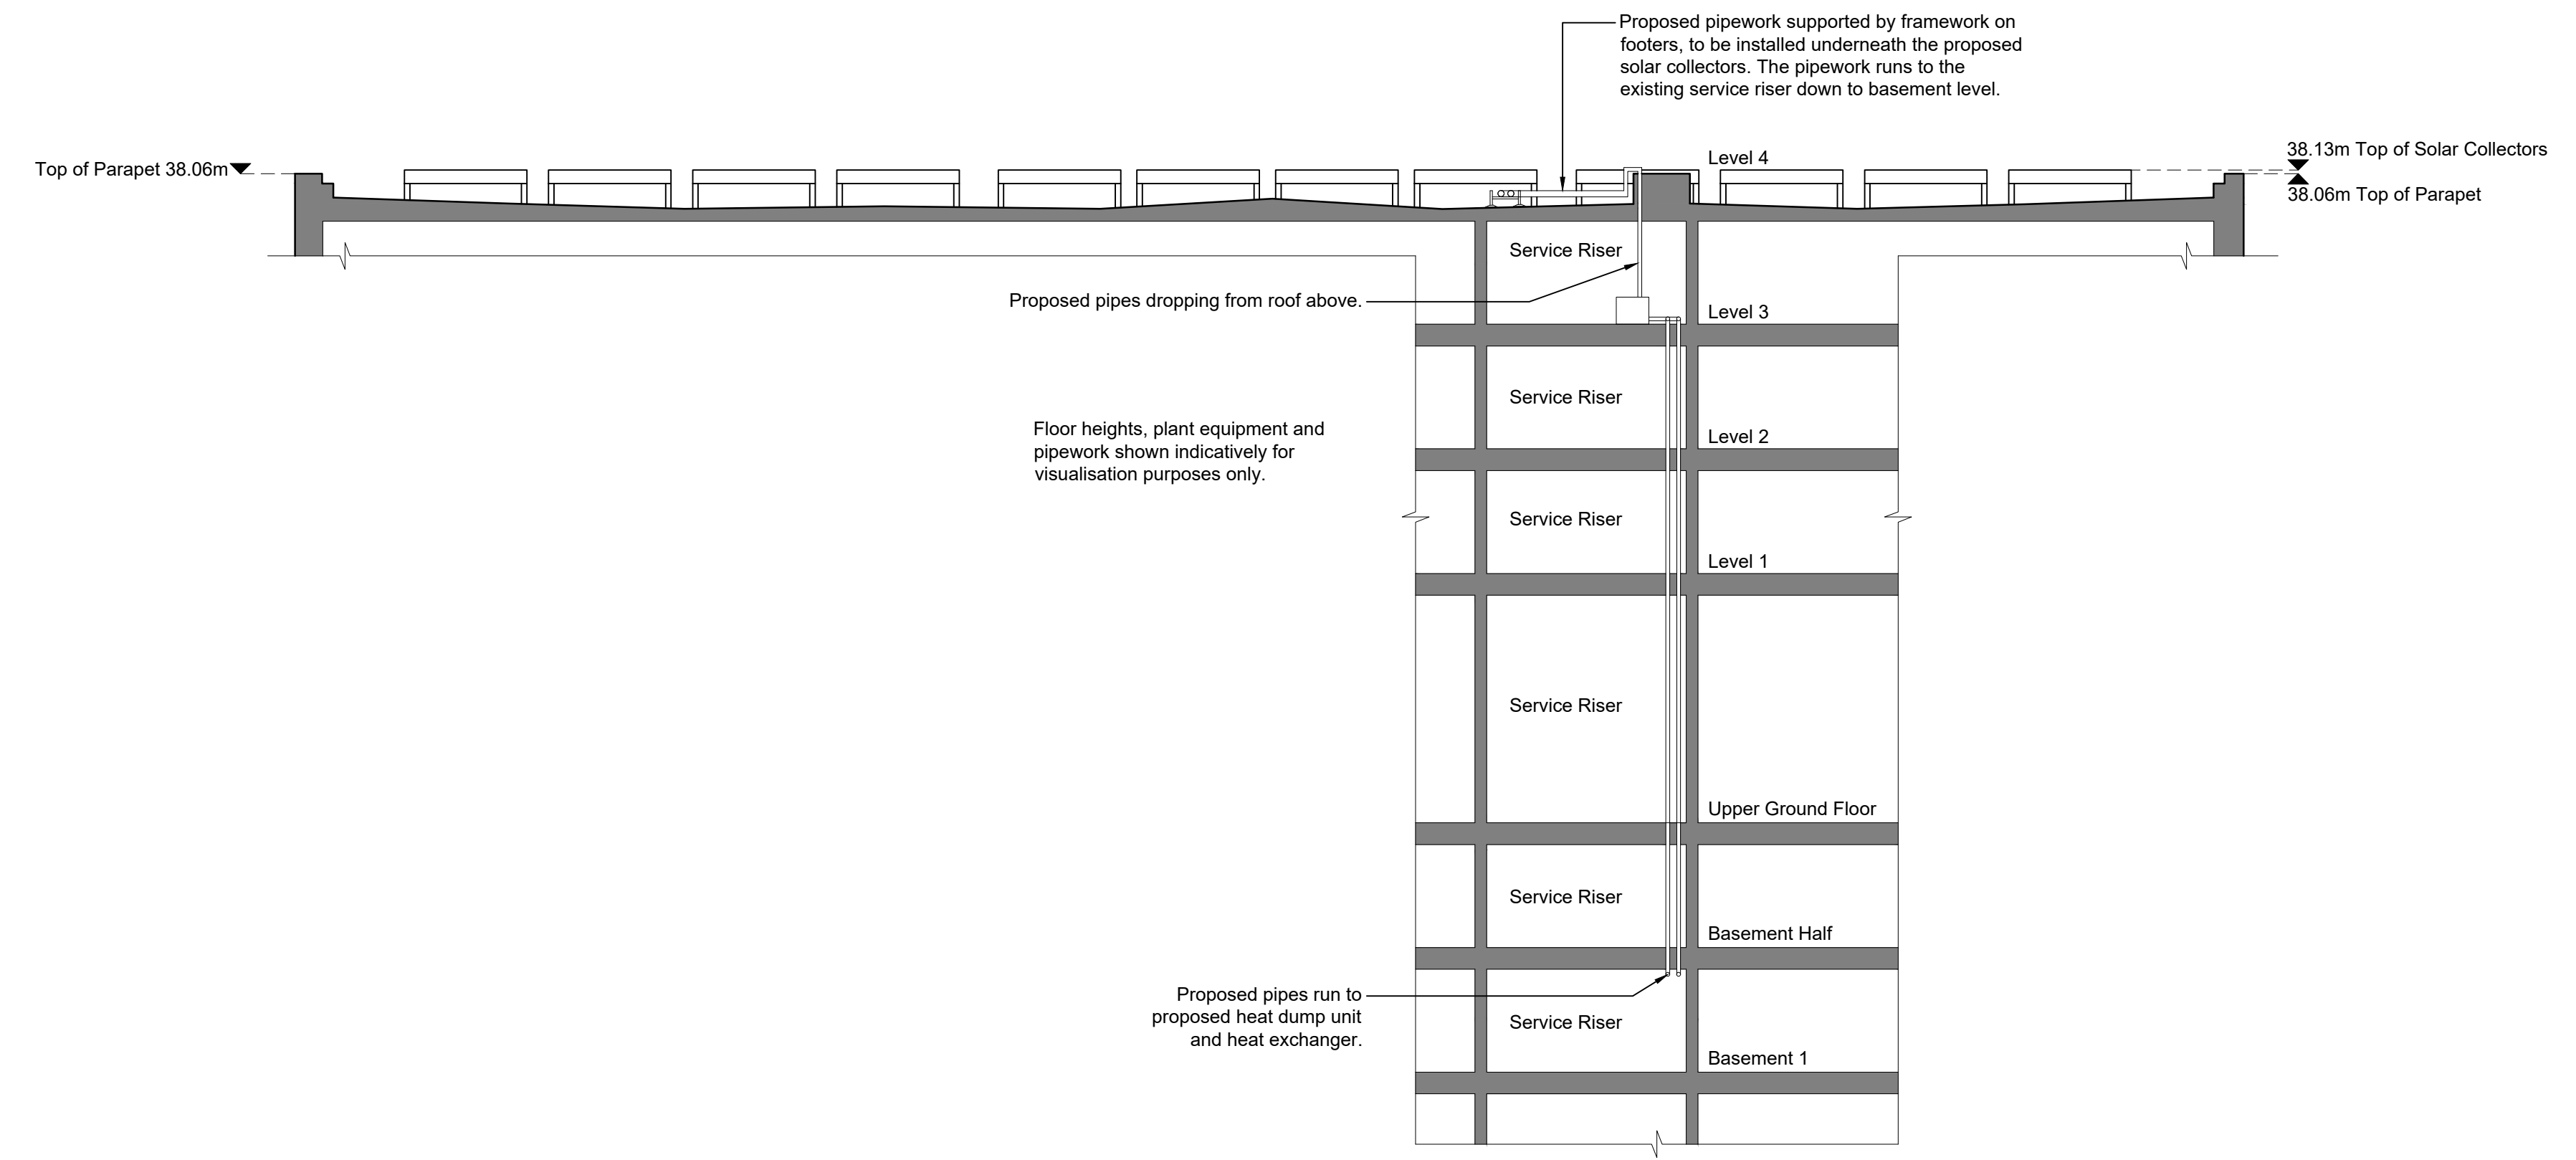 Proposed pipework supported by framework on
footers, to be installed underneath the proposed
solar collectors. The pipework runs to the
existing service riser down to basement level.
Top of Parapet 38.06m
Level 4
38.13m Top of Solar Collectors
38.06m Top of Parapet
Service Riser
Proposed pipes dropping from roof above.
Level 3
Service Riser
Floor heights, plant equipment and
pipework shown indicatively for
visualisation purposes only.
Level 2
Service Riser
Level 1
Service Riser
Upper Ground Floor
Service Riser
Basement Half
Proposed pipes run to
proposed heat dump unit
and heat exchanger.
Service Riser
Basement 1